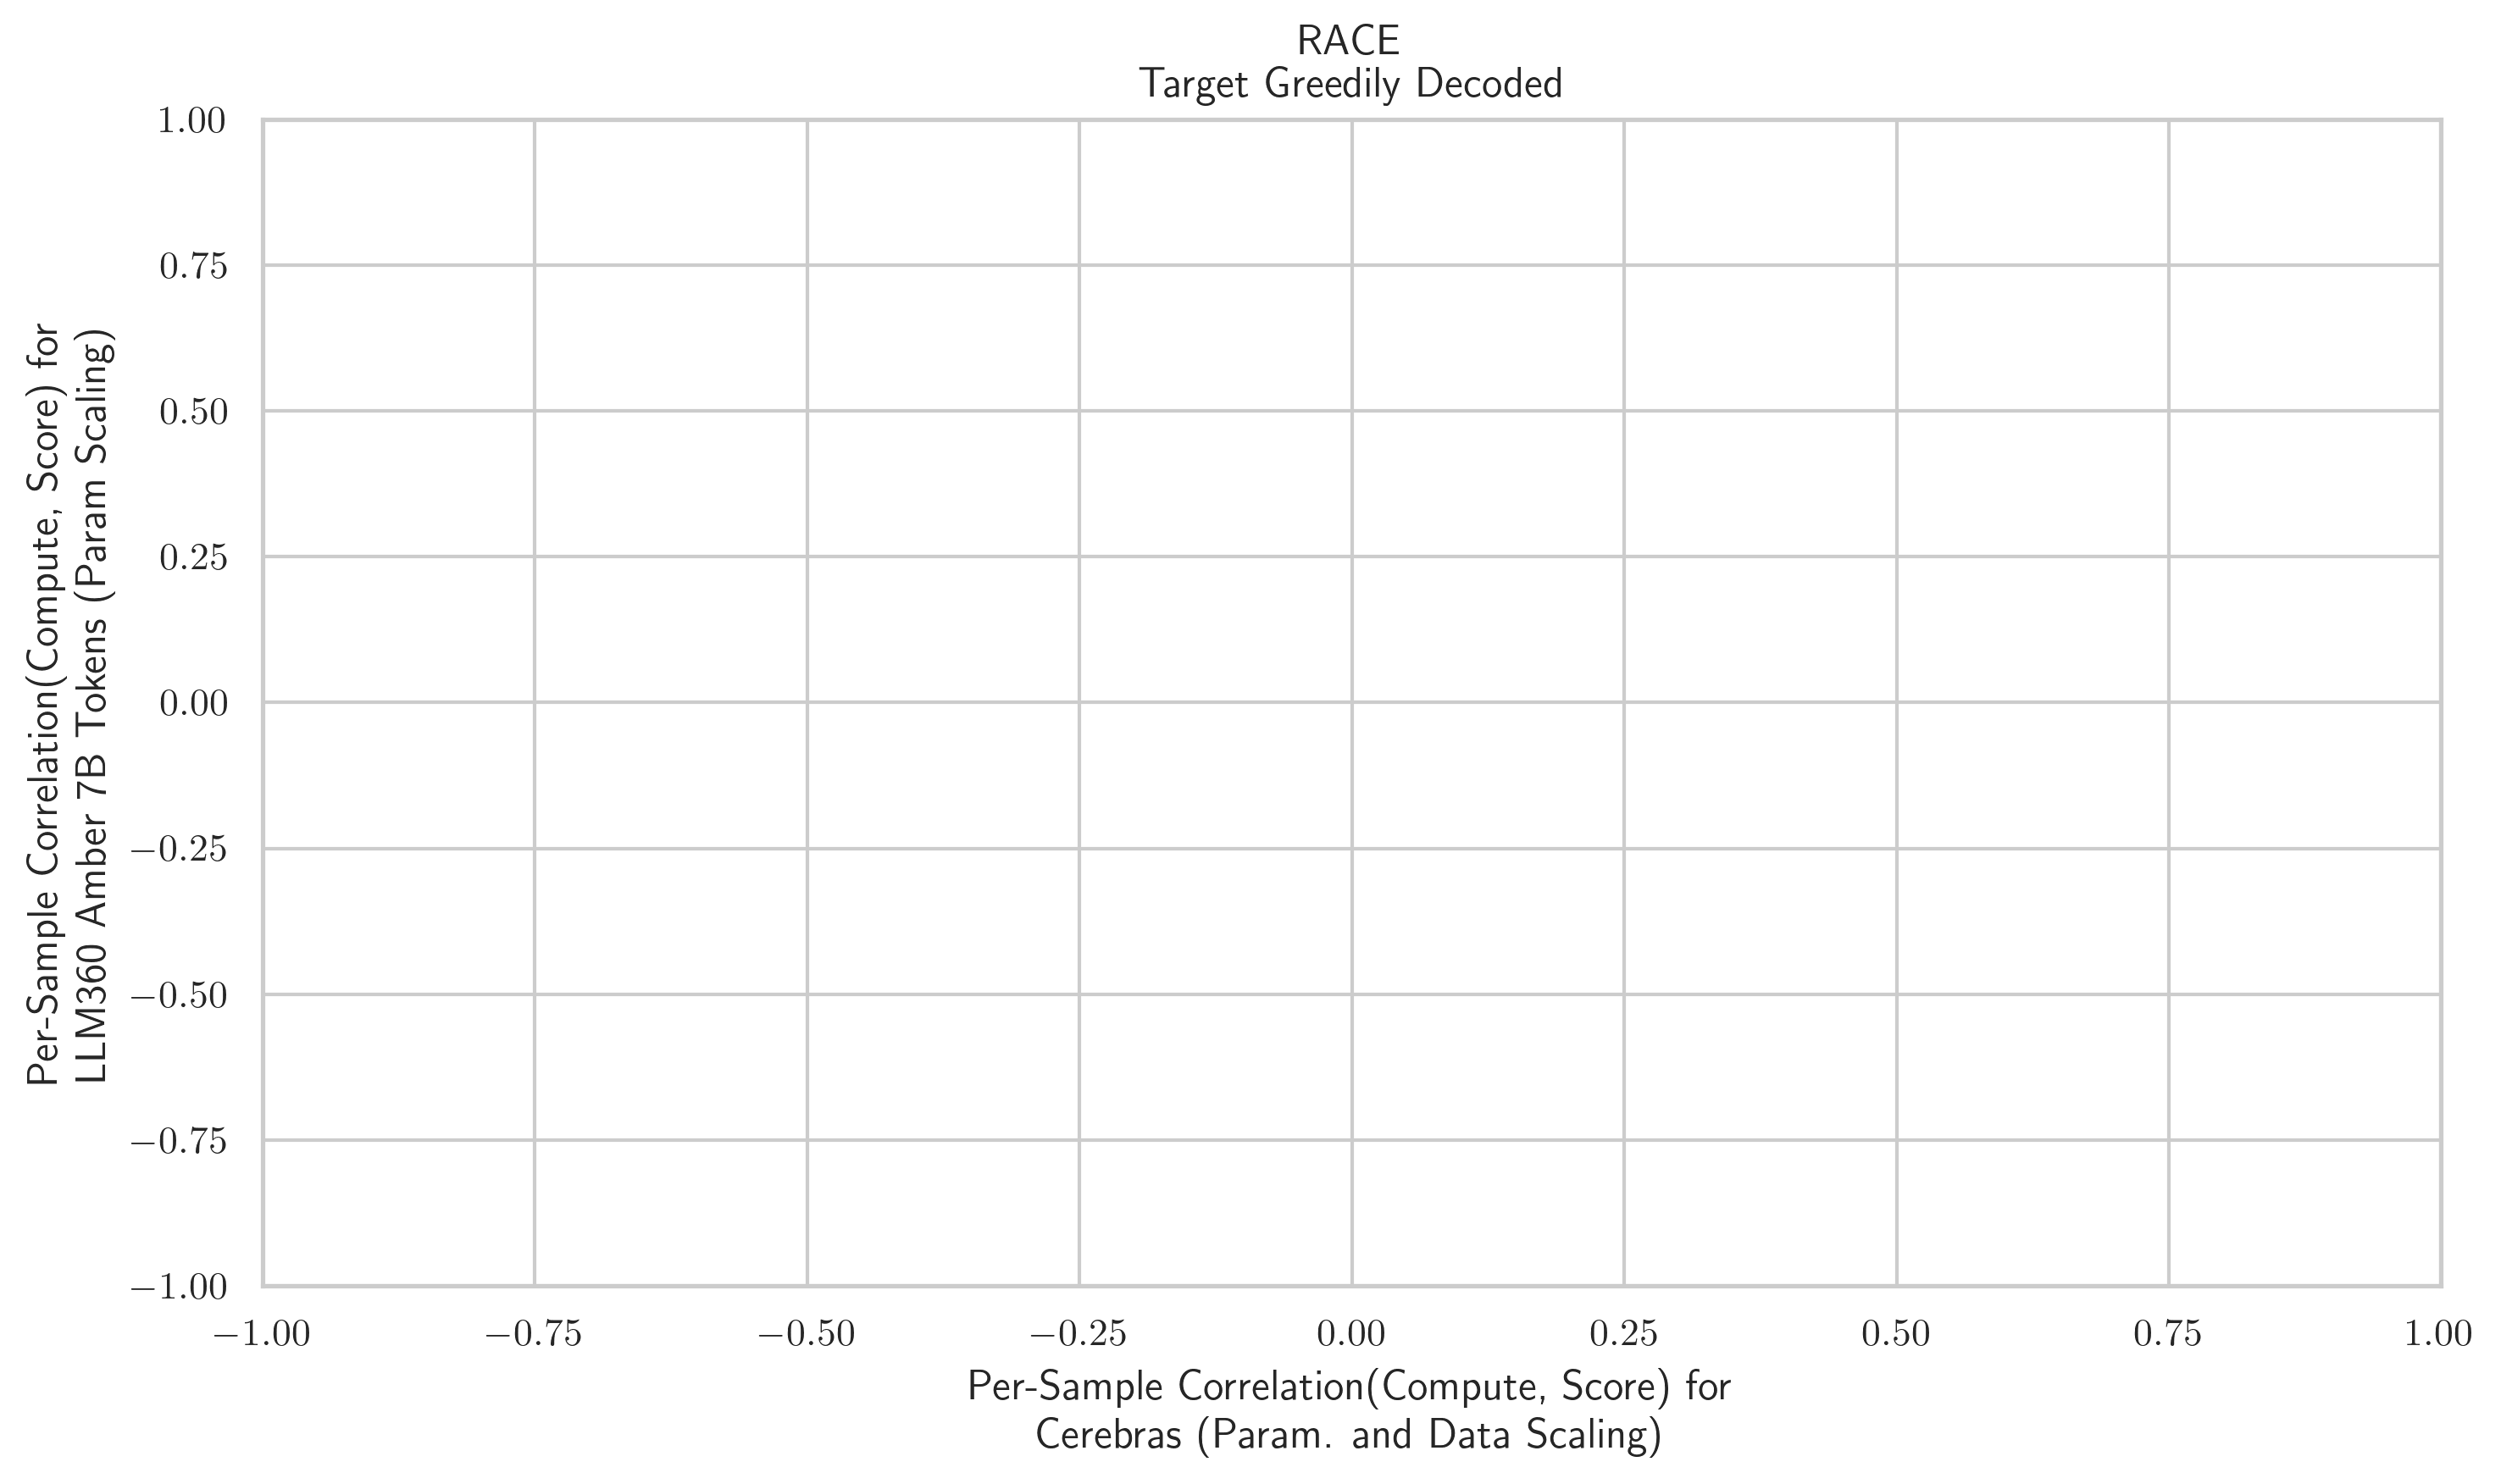 RACE
Target Greedily Decoded
1.00
0.75
0.50
0.25
0.00
−0.25
−0.50
−0.75
−1.00
Per-Sample Correlation(Compute, Score) for
LLM360 Amber 7B Tokens (Param Scaling)
−1.00 −0.75 −0.50 −0.25 0.00 0.25 0.50 0.75 1.00
Per-Sample Correlation(Compute, Score) for
Cerebras (Param. and Data Scaling)